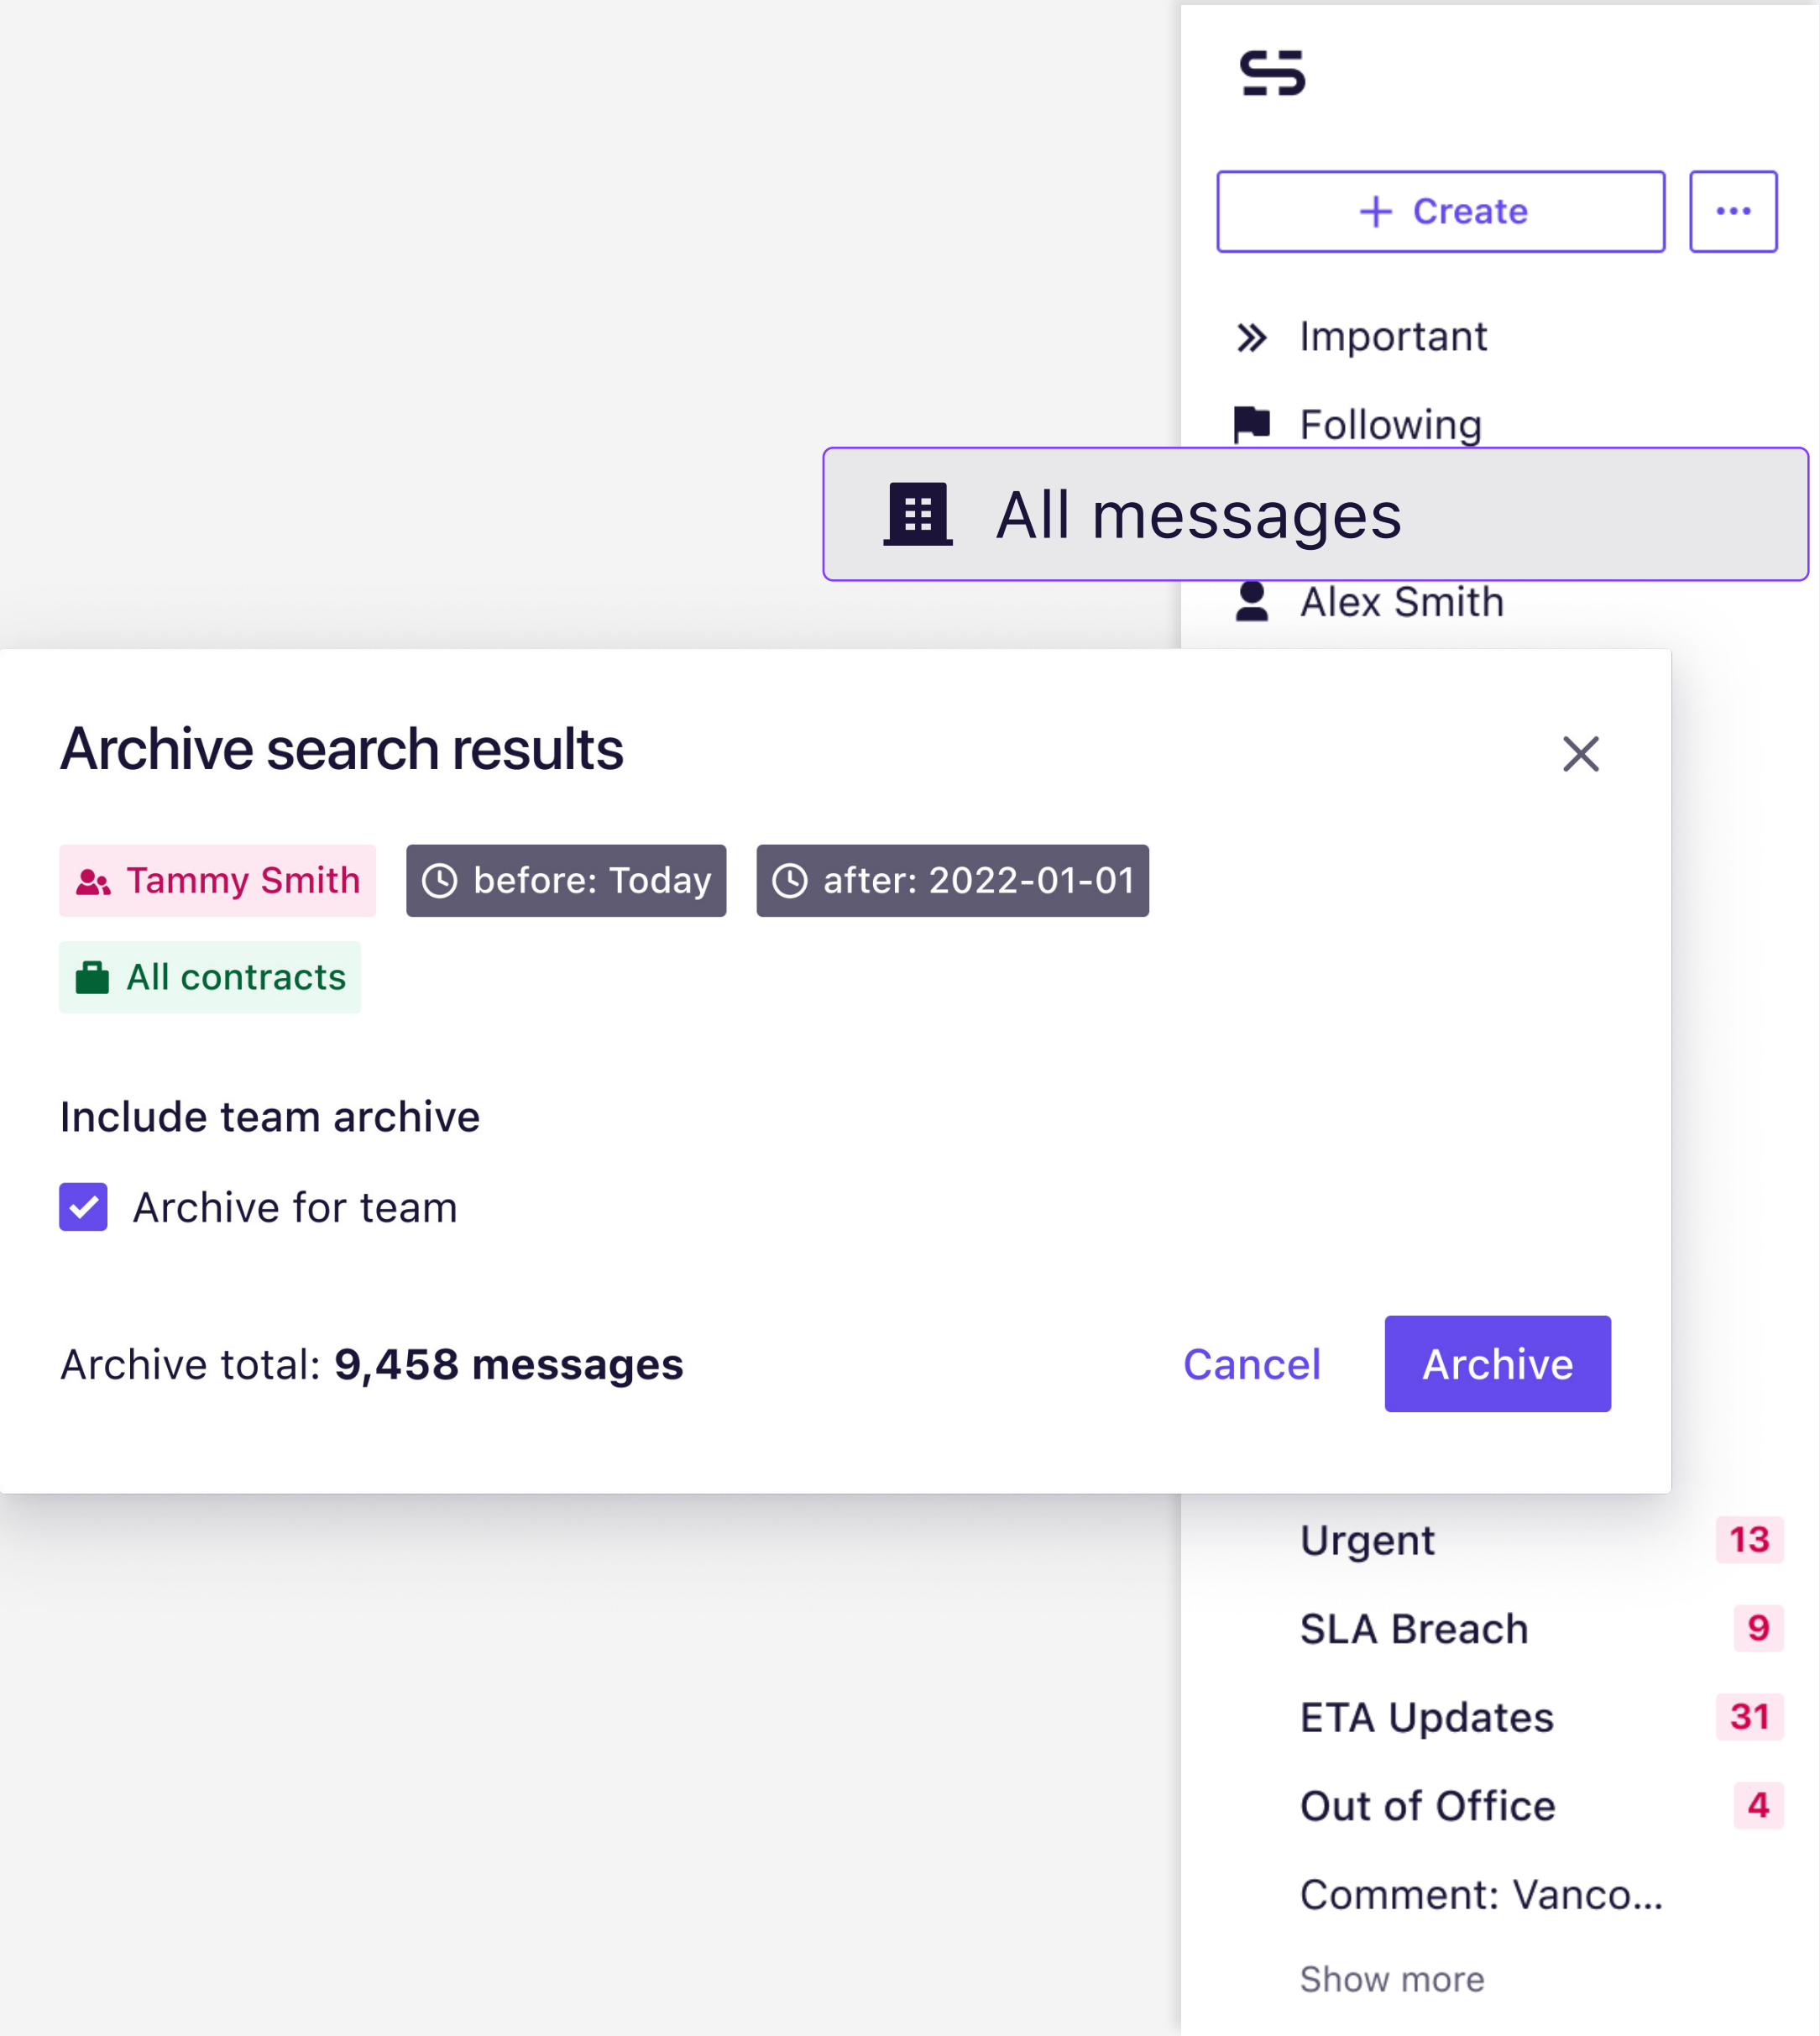 + Create ...
Important
Following
All messages
Alex Smith
Archive search results
Tammy Smith before: Today after: 2022-01-01
All contracts
Include team archive
Archive for team
Archive total: 9,458 messages Cancel Archive
Urgent 13
SLA Breach 9
ETA Updates 31
Out of Office 4
Comment: Vanco...
Show more